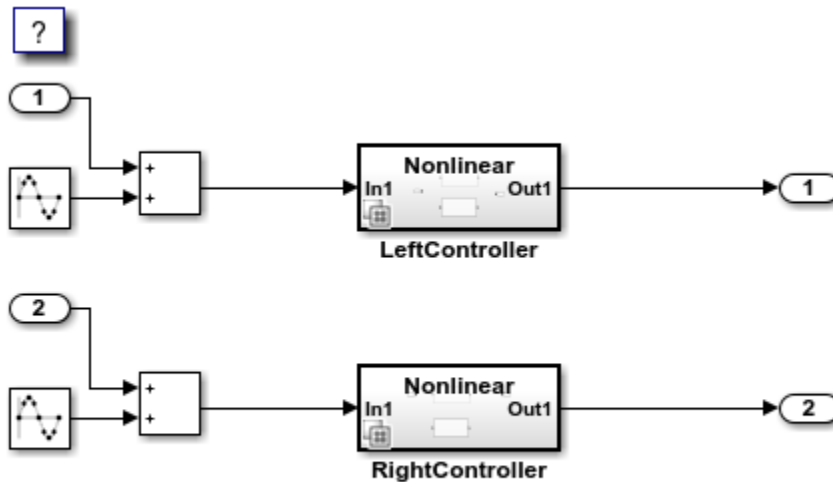 ?
1
+
+
Nonlinear
In1 Out1
1
LeftController
2
+
+
Nonlinear
In1 Out1
2
RightController